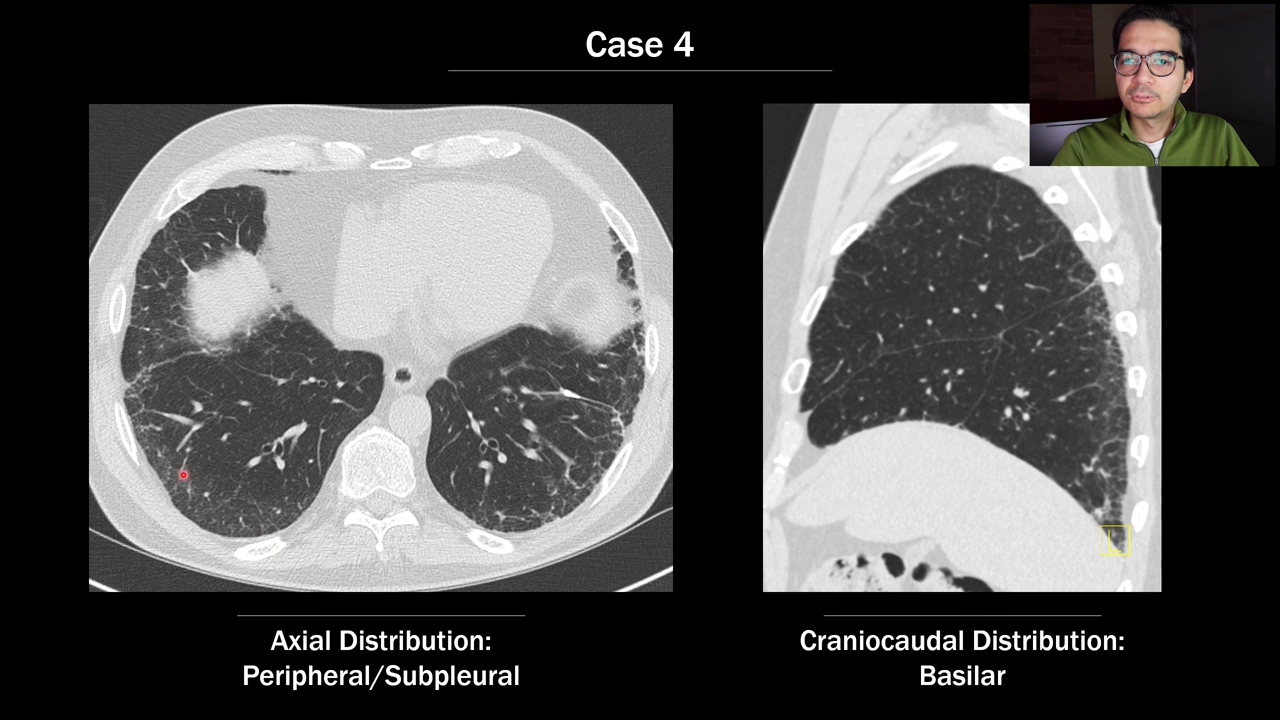 Case 4
Axial Distribution:
Peripheral/Subpleural
Craniocaudal Distribution:
Basilar